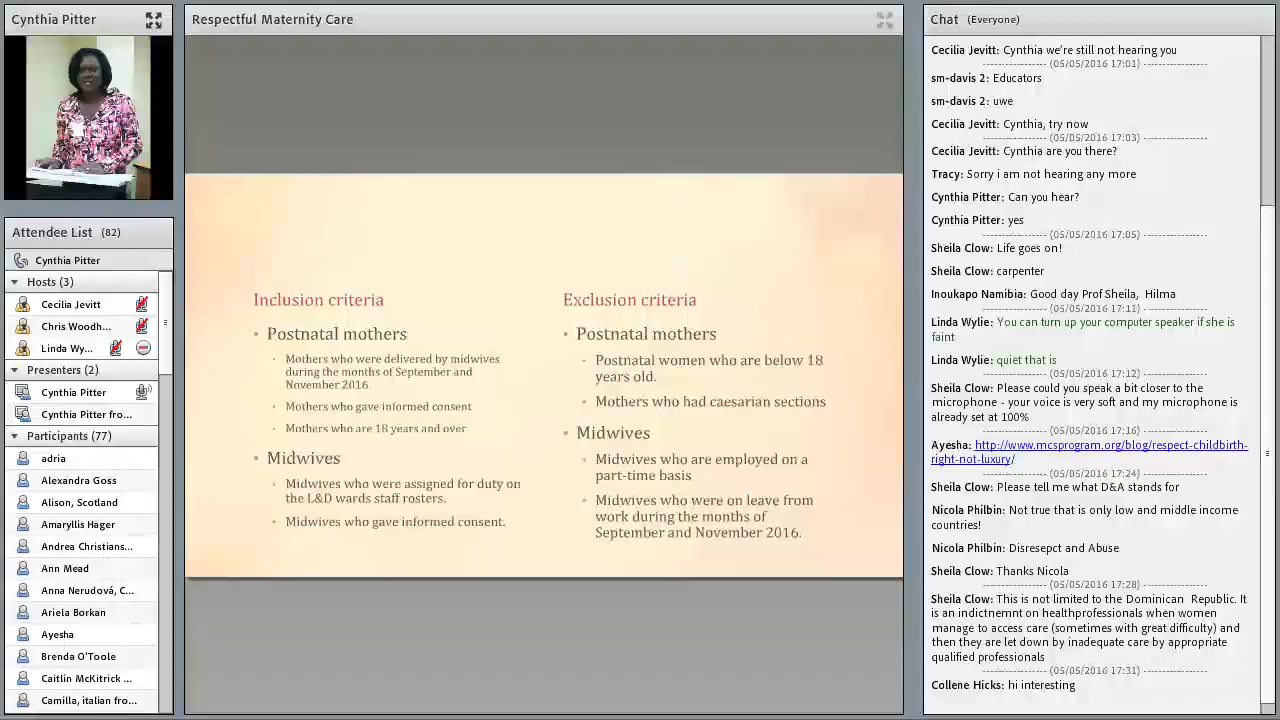 Cynthia Pitter
Attendee List (82)
Cynthia Pitter
Hosts (3)
Cecilia Jevitt
Chris Woodh...
Linda Wy...
Presenters (2)
Cynthia Pitter
Cynthia Pitter fro...
Participants (77)
adria
Alexandra Goss
Alison, Scotland
Amaryllis Hager
Andrea Christians...
Ann Mead
Anna Nerudová, C...
Ariela Borkan
Ayesha
Brenda O'Toole
Caitlin McKitrick ...
Camilla, italian fro...
Respectful Maternity Care
Inclusion criteria
• Postnatal mothers
• Mothers who were delivered by midwives
during the months of September and
November 2016.
• Mothers who gave informed consent
• Mothers who are 18 years and over
• Midwives
• Midwives who were assigned for duty on
the L&D wards staff rosters.
• Midwives who gave informed consent.
Exclusion criteria
• Postnatal mothers
– Postnatal women who are below 18
years old.
• Mothers who had caesarian sections
• Midwives
• Midwives who are employed on a
part-time basis
• Midwives who were on leave from
work during the months of
September and November 2016.
Chat (Everyone)
Cecilia Jevitt: Cynthia we're still not hearing you
------------------ (05/05/2016 17:01) ------------------
sm-davis 2: Educators
sm-davis 2: uwe
Cecilia Jevitt: Cynthia, try now
------------------ (05/05/2016 17:03) ------------------
Cecilia Jevitt: Cynthia are you there?
Tracy: Sorry i am not hearing any more
Cynthia Pitter: Can you hear?
Cynthia Pitter: yes
------------------ (05/05/2016 17:05) ------------------
Sheila Clow: Life goes on!
Sheila Clow: carpenter
Inoukapo Namibia: Good day Prof Sheila, Hilma
------------------ (05/05/2016 17:11) ------------------
Linda Wylie: You can turn up your computer speaker if she is
faint
Linda Wylie: quiet that is
------------------ (05/05/2016 17:12) ------------------
Sheila Clow: Please could you speak a bit closer to the
microphone - your voice is very soft and my microphone is
already set at 100%
------------------ (05/05/2016 17:16) ------------------
Ayesha: http://www.mcsprogram.org/blog/respect-childbirth-
right-not-luxury/
------------------ (05/05/2016 17:24) ------------------
Sheila Clow: Please tell me what D&A stands for
Nicola Philbin: Not true that is only low and middle income
countries!
Nicola Philbin: Disresepct and Abuse
Sheila Clow: Thanks Nicola
------------------ (05/05/2016 17:28) ------------------
Sheila Clow: This is not limited to the Dominican Republic. It
is an indictnemnt on healthprofessionals when women
manage to access care (sometimes with great difficulty) and
then they are let down by inadequate care by appropriate
qualified professionals
------------------ (05/05/2016 17:31) ------------------
Collene Hicks: hi interesting